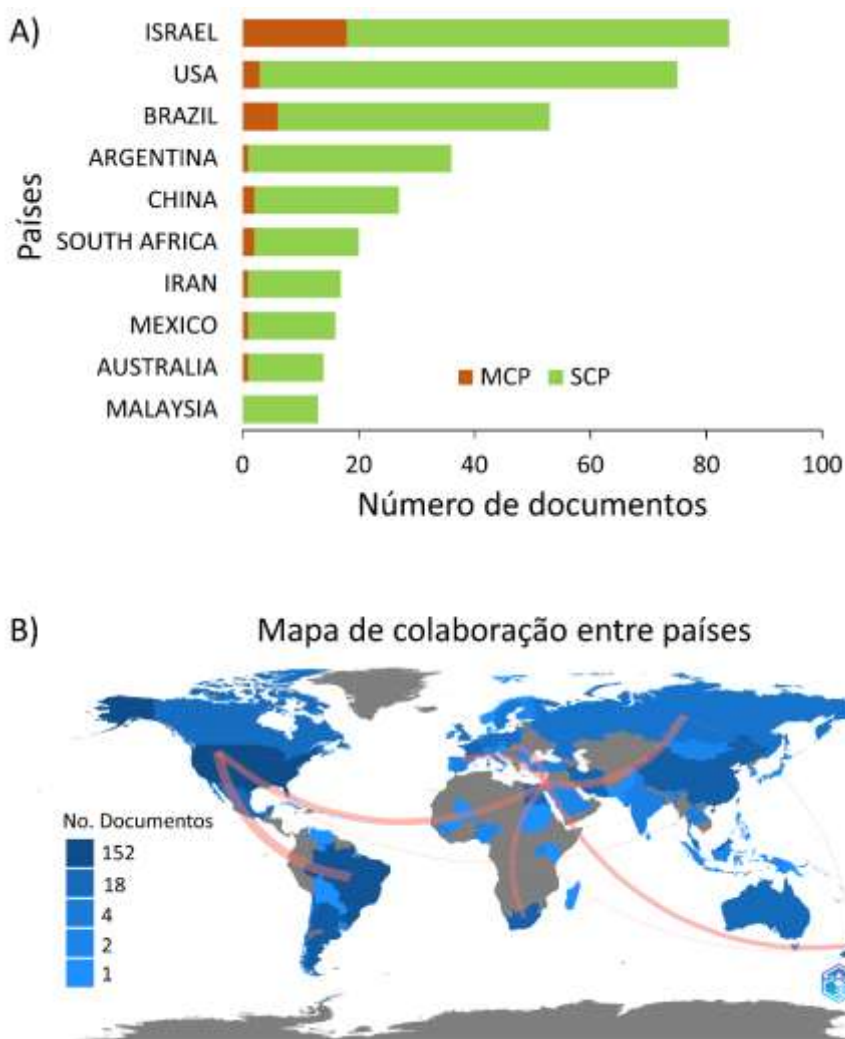 A)
ISRAEL
USA
BRAZIL
ARGENTINA
CHINA
SOUTH AFRICA
IRAN
MEXICO
AUSTRALIA
MALAYSIA
Países
MCP SCP
0 20 40 60 80 100
Número de documentos
B) Mapa de colaboração entre países
No. Documentos
152
18
4
2
1